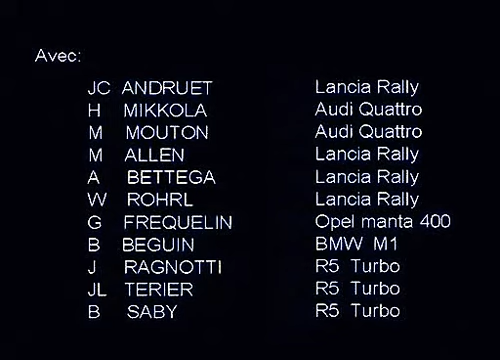 Avec:
JC ANDRUET Lancia Rally
H MIKKOLA Audi Quattro
M MOUTON Audi Quattro
M ALLEN Lancia Rally
A BETTEGA Lancia Rally
W ROHRL Lancia Rally
G FREQUELIN Opel manta 400
B BEGUIN BMW M1
J RAGNOTTI R5 Turbo
JL TERIER R5 Turbo
B SABY R5 Turbo